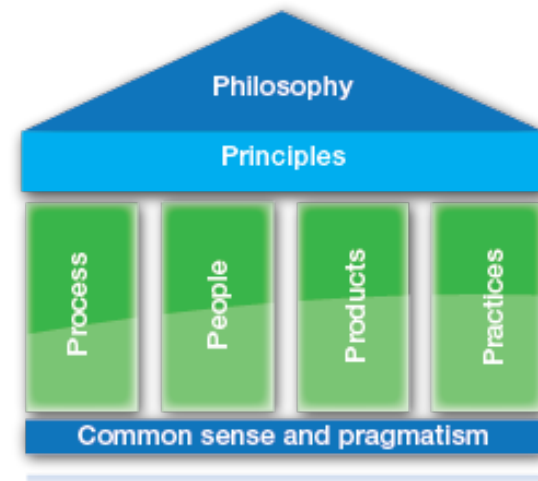 Philosophy
Principles
Process
People
Products
Practices
Common sense and pragmatism